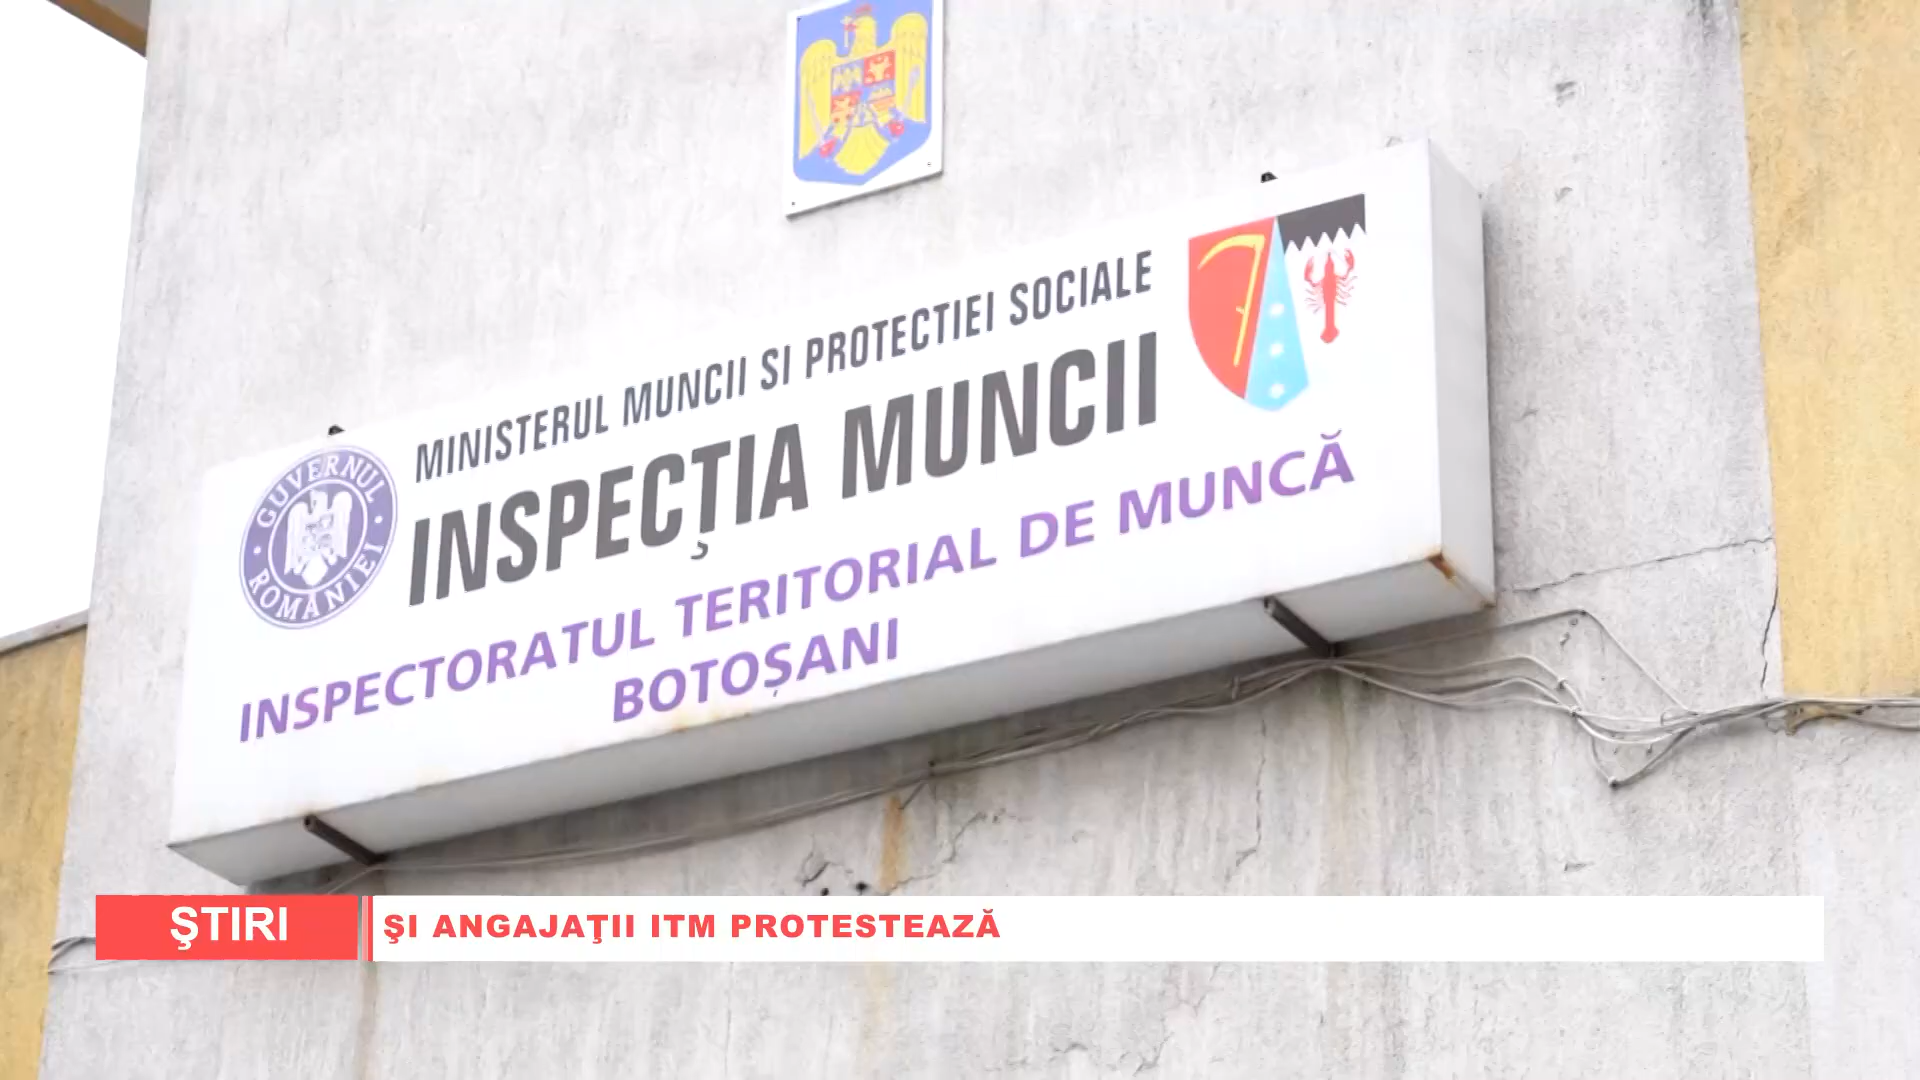 MINISTERUL MUNCII SI PROTECTIEI SOCIALE
INSPECȚIA MUNCII
GUVERNUL ROMÂNIEI
INSPECTORATUL TERITORIAL DE MUNCĂ
BOTOȘANI
ŞTIRI
ŞI ANGAJAŢII ITM PROTESTEAZĂ